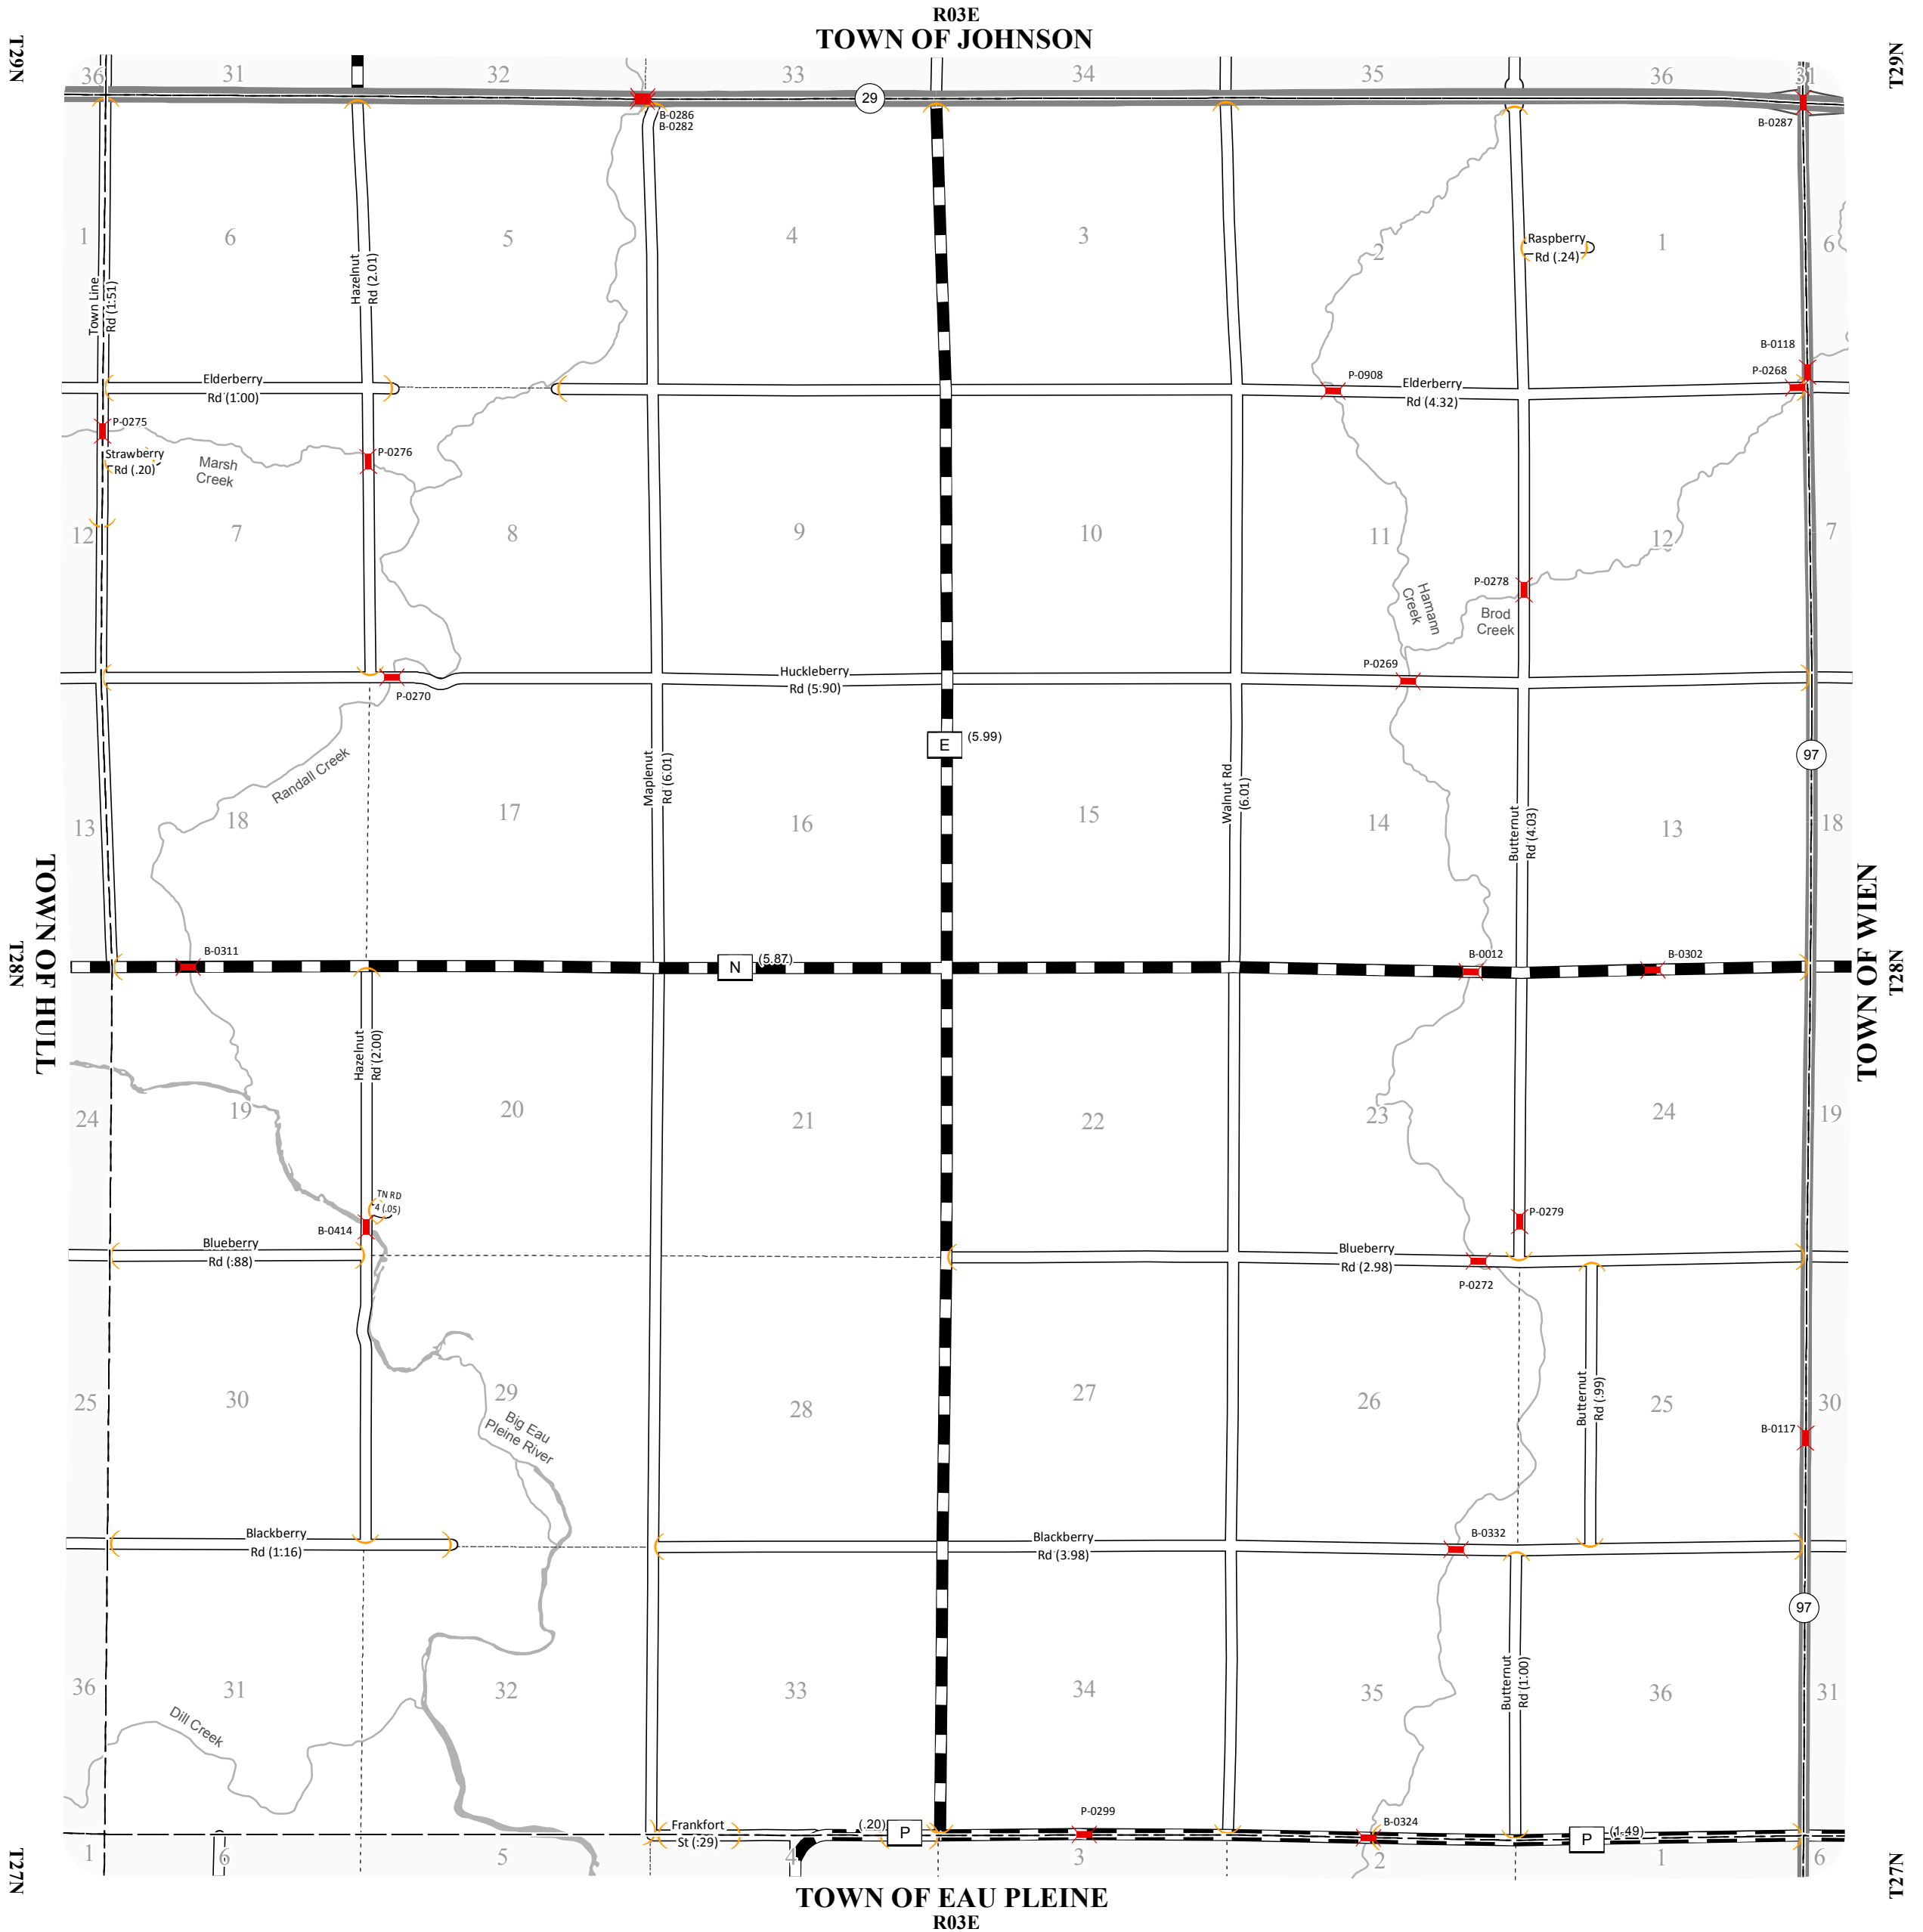 R03E
TOWN OF JOHNSON
T29N
T29N
36
31
32
33
34
35
36
31
29
B-0286
B-0282
B-0287
1
6
5
4
3
2
1
6
Raspberry
Rd (.24)
Town Line
Rd (1.51)
Hazelnut
Rd (2.01)
B-0118
P-0268
P-0908
Elderberry
Rd (1.00)
Elderberry
Rd (4.32)
P-0275
Strawberry
Rd (.20)
Marsh
Creek
P-0276
12
7
8
9
10
11
12
7
P-0278
Hamann
Creek
Brod
Creek
P-0269
Huckleberry
Rd (5.90)
P-0270
E
(5.99)
97
Randall Creek
Maplenut
Rd (6.01)
Walnut Rd
(6.01)
Butternut
Rd (4.03)
13
18
17
16
15
14
13
18
TOWN OF HULL
TOWN OF WIEN
T28N
T28N
B-0311
N
(5.87)
B-0012
B-0302
Hazelnut
Rd (2.00)
24
19
20
21
22
23
24
19
TN RD
4 (.05)
B-0414
P-0279
Blueberry
Rd (.88)
Blueberry
Rd (2.98)
P-0272
25
30
29
28
27
26
25
30
Butternut
Rd (.99)
B-0117
Big Eau
Pleine River
Blackberry
Rd (1.16)
Blackberry
Rd (3.98)
B-0332
97
36
31
32
33
34
35
36
31
Butternut
Rd (1.00)
Dill Creek
Frankfort
St (.29)
(.20)
P
P-0299
B-0324
P
(1.49)
1
6
5
4
3
2
1
6
T27N
T27N
TOWN OF EAU PLEINE
R03E